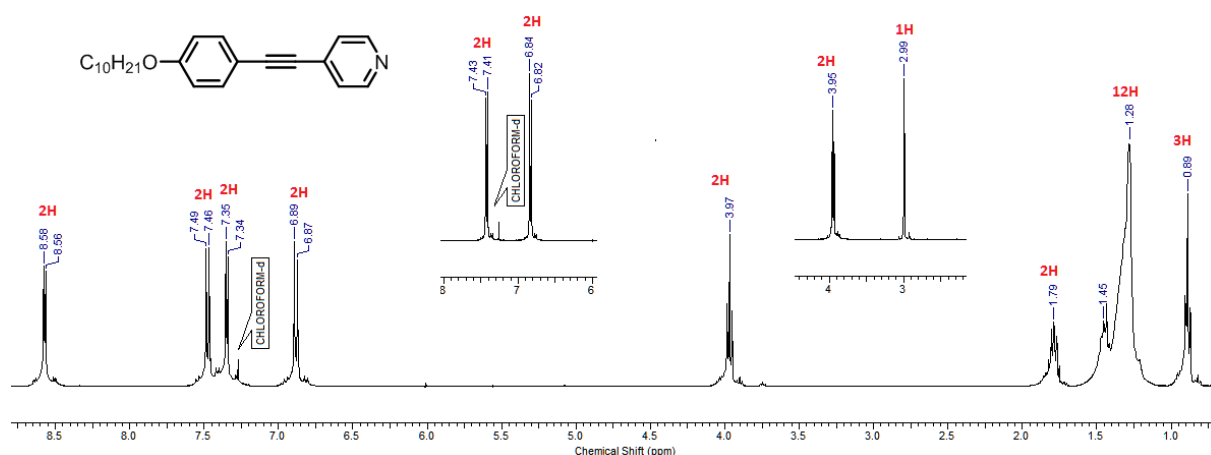 C10H21O
N
2H
8.58
8.56
2H
7.49
7.46
2H
7.35
7.34
CHLOROFORM-d
2H
6.89
6.87
2H
7.43
7.41
CHLOROFORM-d
2H
6.84
6.82
8 7 6
2H
3.97
2H
3.95
1H
2.99
4 3
2H
1.79
1.45
12H
1.28
3H
0.89
8.5 8.0 7.5 7.0 6.5 6.0 5.5 5.0 4.5 4.0 3.5 3.0 2.5 2.0 1.5 1.0
Chemical Shift (ppm)